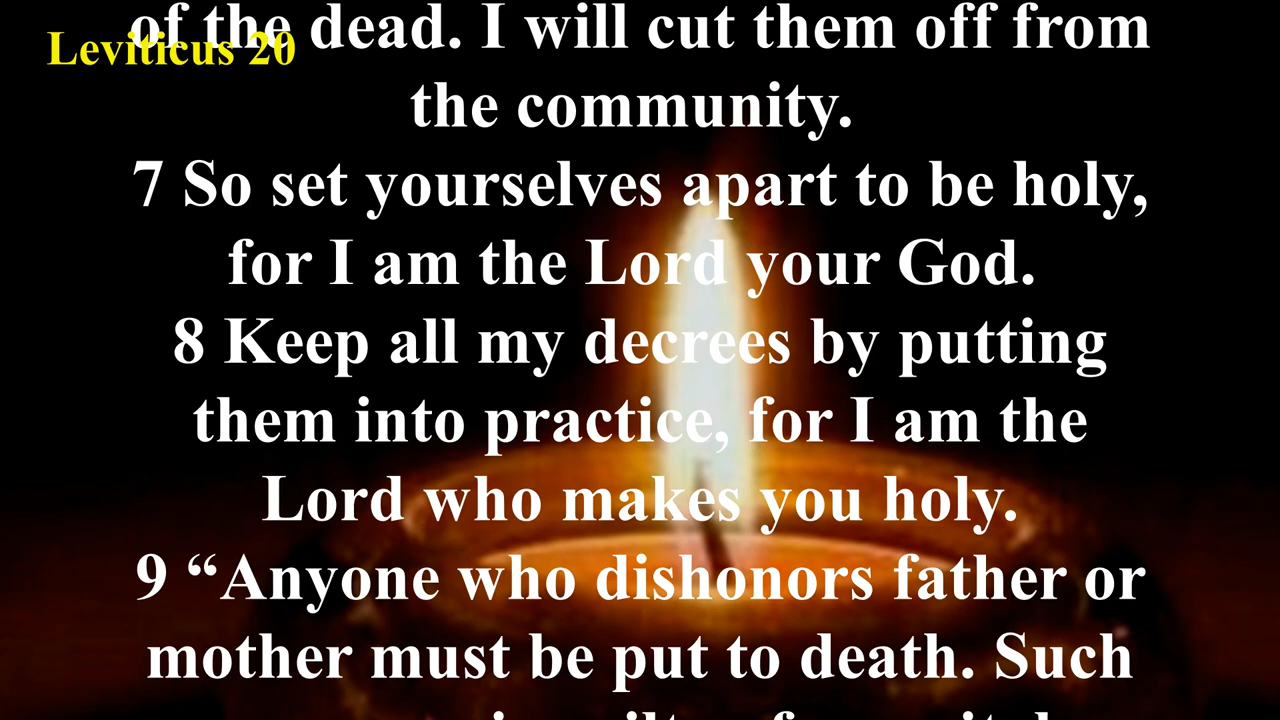 Leviticus 20
of the dead. I will cut them off from
the community.
7 So set yourselves apart to be holy,
for I am the Lord your God.
8 Keep all my decrees by putting
them into practice, for I am the
Lord who makes you holy.
9 “Anyone who dishonors father or
mother must be put to death. Such